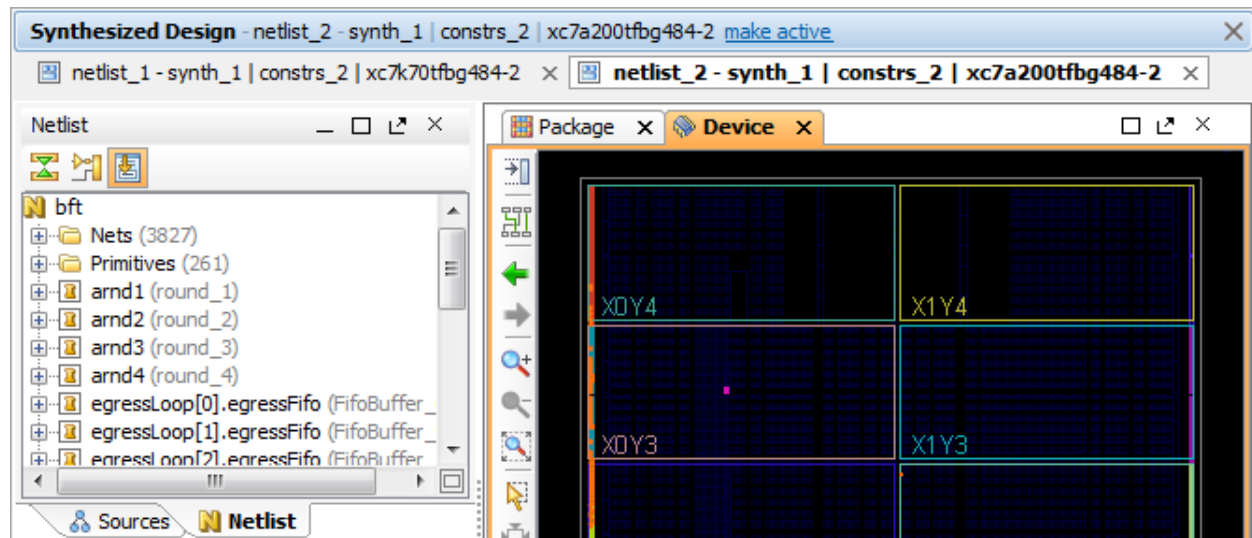 Synthesized Design - netlist_2 - synth_1 | constrs_2 | xc7a200tfbg484-2 make active
netlist_1 - synth_1 | constrs_2 | xc7k70tfbg484-2 netlist_2 - synth_1 | constrs_2 | xc7a200tfbg484-2
Netlist
Package Device
bft
Nets (3827)
Primitives (261)
arnd1 (round_1)
arnd2 (round_2)
arnd3 (round_3)
arnd4 (round_4)
egressLoop[0].egressFifo (FifoBuffer_
egressLoop[1].egressFifo (FifoBuffer_
egressLoop[2].egressFifo (FifoBuffer
Sources Netlist
X0Y4 X1Y4
X0Y3 X1Y3